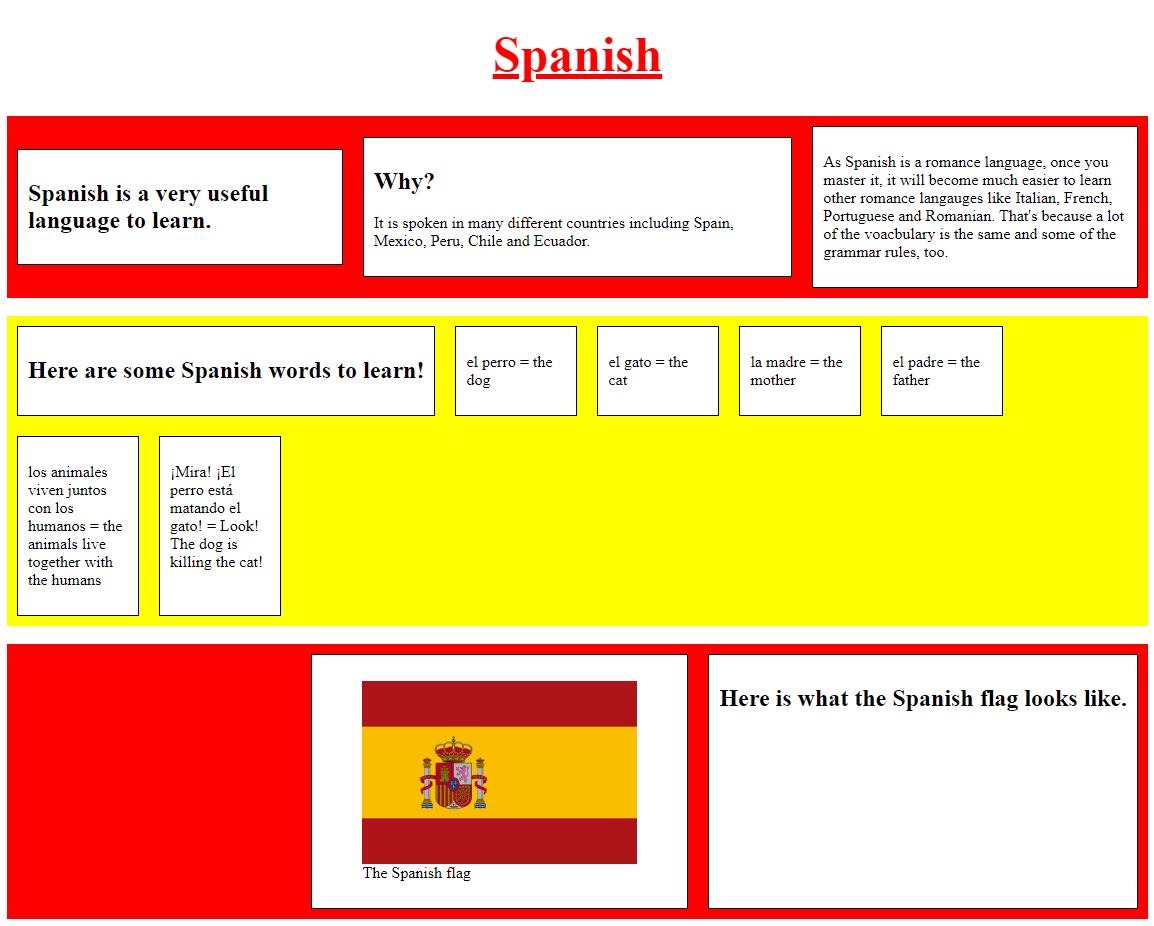 Spanish
Spanish is a very useful
language to learn.
Why?
It is spoken in many different countries including Spain,
Mexico, Peru, Chile and Ecuador.
As Spanish is a romance language, once you
master it, it will become much easier to learn
other romance langauges like Italian, French,
Portuguese and Romanian. That's because a lot
of the voacbulary is the same and some of the
grammar rules, too.
Here are some Spanish words to learn!
el perro = the
dog
el gato = the
cat
la madre = the
mother
el padre = the
father
los animales
viven juntos
con los
humanos = the
animals live
together with
the humans
¡Mira! ¡El
perro está
matando el
gato! = Look!
The dog is
killing the cat!
The Spanish flag
Here is what the Spanish flag looks like.